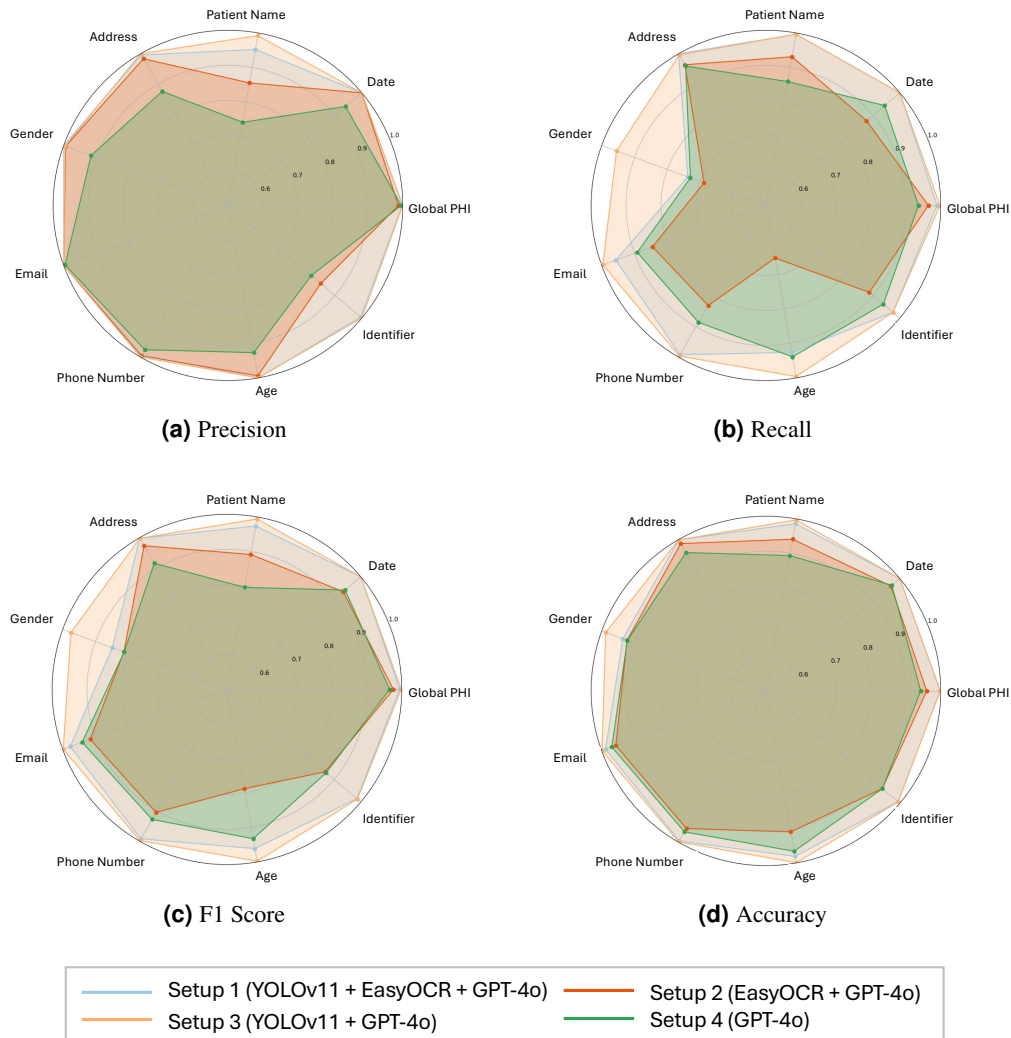 Patient Name
Address
Date
Gender
1.0
0.9
0.8
0.7
0.6
Global PHI
Email
Identifier
Phone Number
Age
(a) Precision
Patient Name
Address
Date
Gender
1.0
0.9
0.8
0.7
0.6
Global PHI
Email
Identifier
Phone Number
Age
(b) Recall
Patient Name
Address
Date
Gender
1.0
0.9
0.8
0.7
0.6
Global PHI
Email
Identifier
Phone Number
Age
(c) F1 Score
Patient Name
Address
Date
Gender
1.0
0.9
0.8
0.7
0.6
Global PHI
Email
Identifier
Phone Number
Age
(d) Accuracy
Setup 1 (YOLOv11 + EasyOCR + GPT-4o)
Setup 2 (EasyOCR + GPT-4o)
Setup 3 (YOLOv11 + GPT-4o)
Setup 4 (GPT-4o)